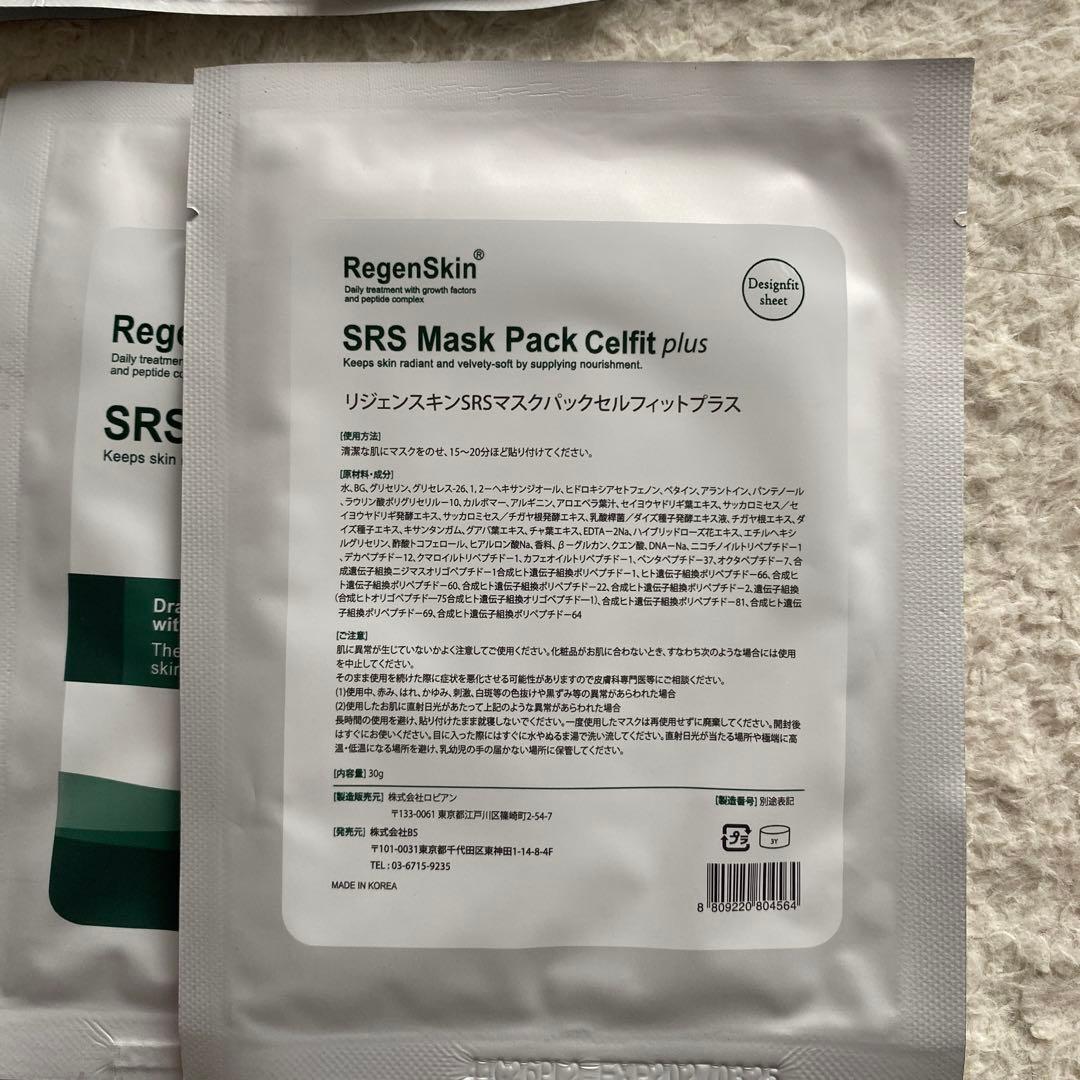 RegenSkin®
Daily treatment with growth factors
and peptide complex
Designfit
sheet
SRS Mask Pack Celfit plus
Keeps skin radiant and velvety-soft by supplying nourishment.
リジェンスキンSRSマスクパックセルフィットプラス
[使用方法]
清潔な肌にマスクをのせ、15〜20分ほど貼り付けてください。
[原材料・成分]
水、BG、グリセリン、グリセレス-26、1, 2−ヘキサンジオール、ヒドロキシアセトフェノン、ベタイン、アラントイン、パンテノール
、ラウリン酸ポリグリセリル−10、カルボマー、アルギニン、アロエベラ葉汁、セイヨウヤドリギ葉エキス、サッカロミセス／セ
イヨウヤドリギ発酵エキス、サッカロミセス／チガヤ根発酵エキス、乳酸桿菌／ダイズ種子発酵エキス液、チガヤ根エキス、ダ
イズ種子エキス、キサンタンガム、グアバ葉エキス、チャ葉エキス、EDTA−2Na、ハイブリッドローズ花エキス、エチルヘキシ
ルグリセリン、酢酸トコフェロール、ヒアルロン酸Na、香料、β−グルカン、クエン酸、DNA−Na、ニコチノイルトリペプチド−1
、デカペプチド−12、クマロイルトリペプチド−1、カフェオイルトリペプチド−1、ペンタペプチド−37、オクタペプチド−7、合
成遺伝子組換ニジマスオリゴペプチド−1合成ヒト遺伝子組換ポリペプチド−1、ヒト遺伝子組換ポリペプチド−66、合成ヒ
ト遺伝子組換ポリペプチド−60、合成ヒト遺伝子組換ポリペプチド−22、合成ヒト遺伝子組換ポリペプチド−2、遺伝子組換
(合成ヒトオリゴペプチド−75合成ヒト遺伝子組換オリゴペプチド−1)、合成ヒト遺伝子組換ポリペプチド−81、合成ヒト遺伝
子組換ポリペプチド−69、合成ヒト遺伝子組換ポリペプチド−64
[ご注意]
肌に異常が生じていないかよく注意してご使用ください。化粧品がお肌に合わないとき、すなわち次のような場合には使用
を中止してください。
そのまま使用を続けた際に症状を悪化させる可能性がありますので皮膚科専門医等にご相談ください。
(1)使用中、赤み、はれ、かゆみ、刺激、白斑等の色抜けや黒ずみ等の異常があらわれた場合
(2)使用したお肌に直射日光があたって上記のような異常があらわれた場合
長時間の使用を避け、貼り付けたまま就寝しないでください。一度使用したマスクは再使用せずに廃棄してください。開封後
はすぐにお使いください。目に入った際にはすぐに水やぬるま湯で洗い流してください。直射日光が当たる場所や極端に高
温・低温になる場所を避け、乳幼児の手の届かない場所に保管してください。
[内容量] 30g
[製造販売元] 株式会社ロビアン
〒133-0061 東京都江戸川区篠崎町2-54-7
[発売元] 株式会社BS
〒101-0031東京都千代田区東神田1-14-8-4F
TEL : 03-6715-9235
MADE IN KOREA
[製造番号] 別途表記
プラ
3Y
8 809220 804564
Rege
Daily treatmen
and peptide co
SRS
Keeps skin
Dra
wit
The
skin